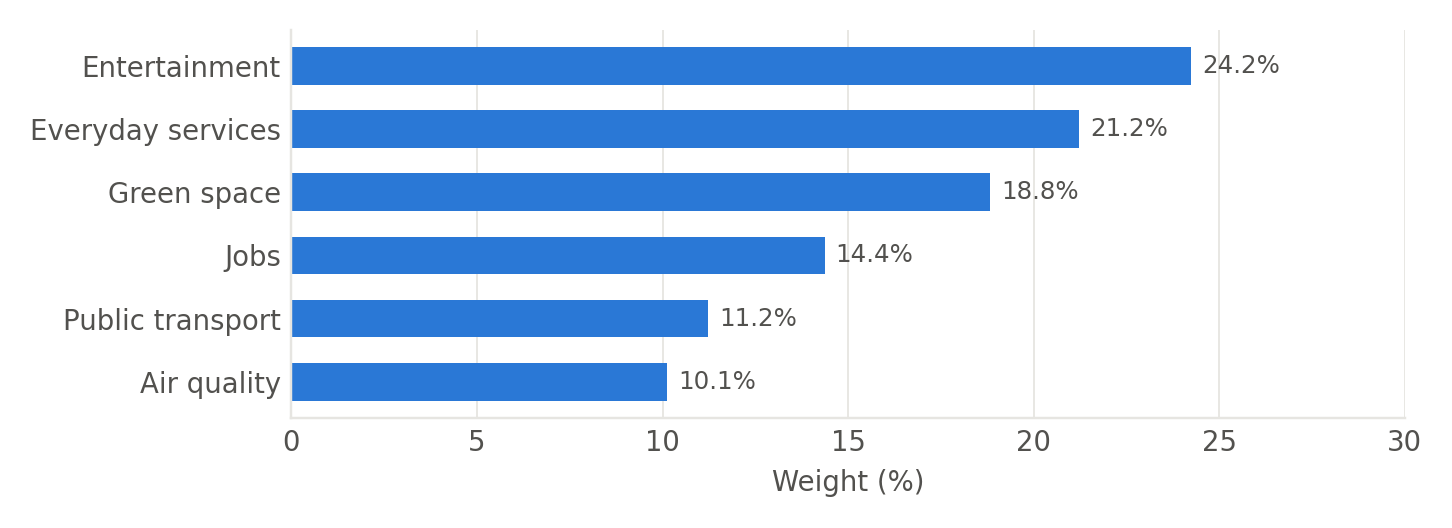 Entertainment 24.2%
Everyday services 21.2%
Green space 18.8%
Jobs 14.4%
Public transport 11.2%
Air quality 10.1%
0 5 10 15 20 25 30
Weight (%)